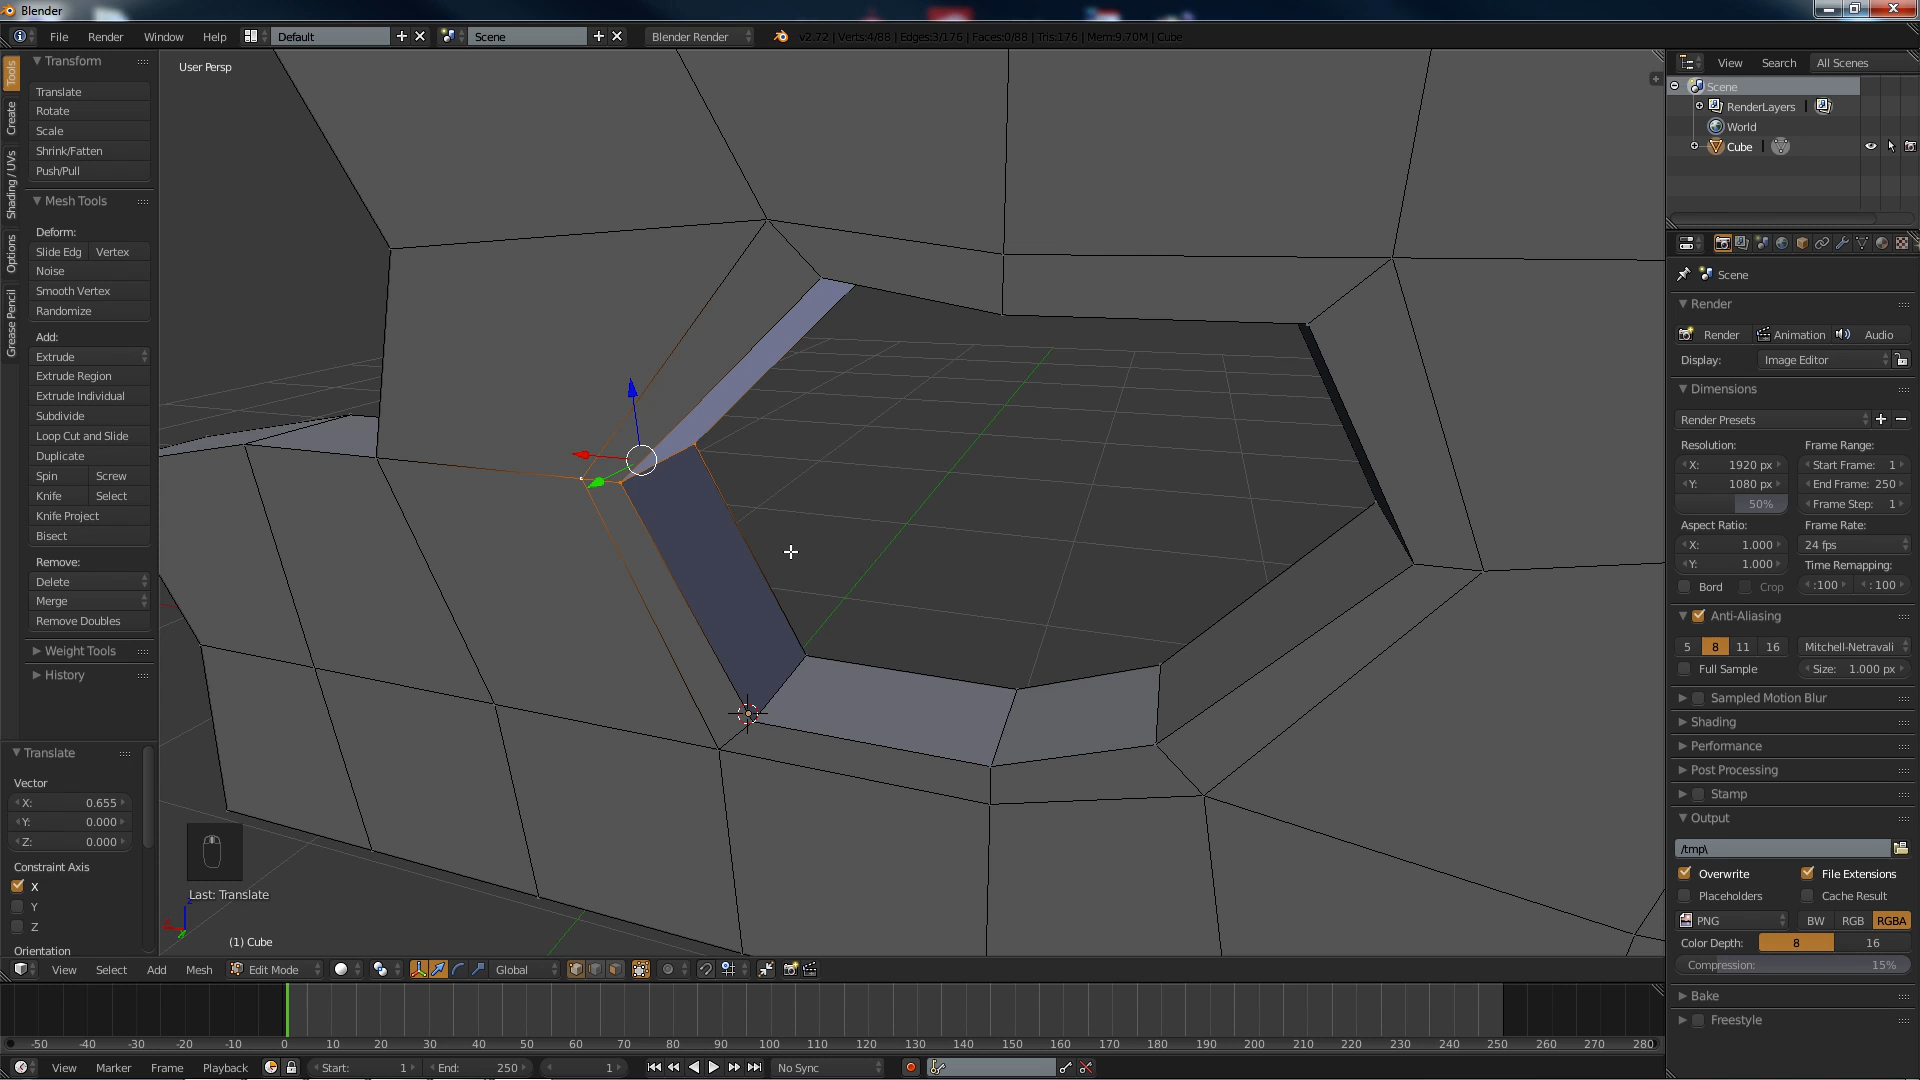 Blender
File Render Window Help Default Scene Blender Render v2.72 | Verts:4/88 | Edges:3/176 | Faces:0/88 | Tris:176 | Mem:9.70M | Cube
Tools
Create
Shading / UVs
Options
Grease Pencil
Transform
Translate
Rotate
Scale
Shrink/Fatten
Push/Pull
Mesh Tools
Deform:
Slide Edg Vertex
Noise
Smooth Vertex
Randomize
Add:
Extrude
Extrude Region
Extrude Individual
Subdivide
Loop Cut and Slide
Duplicate
Spin Screw
Knife Select
Knife Project
Bisect
Remove:
Delete
Merge
Remove Doubles
Weight Tools
History
Translate
Vector
X: 0.655
Y: 0.000
Z: 0.000
Constraint Axis
X
Y
Z
Orientation
User Persp
Last: Translate
(1) Cube
View Select Add Mesh Edit Mode Global
-50 -40 -30 -20 -10 0 10 20 30 40 50 60 70 80 90 100 110 120 130 140 150 160 170 180 190 200 210 220 230 240 250 260 270 280
View Marker Frame Playback Start: 1 End: 250 1 No Sync
View Search All Scenes
Scene
RenderLayers
World
Cube
Scene
Render
Render Animation Audio
Display: Image Editor
Dimensions
Render Presets
Resolution: Frame Range:
X: 1920 px Start Frame: 1
Y: 1080 px End Frame: 250
50% Frame Step: 1
Aspect Ratio: Frame Rate:
X: 1.000 24 fps
Y: 1.000 Time Remapping:
Bord Crop :100 : 100
Anti-Aliasing
5 8 11 16 Mitchell-Netravali
Full Sample Size: 1.000 px
Sampled Motion Blur
Shading
Performance
Post Processing
Stamp
Output
/tmp\
Overwrite File Extensions
Placeholders Cache Result
PNG BW RGB RGBA
Color Depth: 8 16
Compression: 15%
Bake
Freestyle